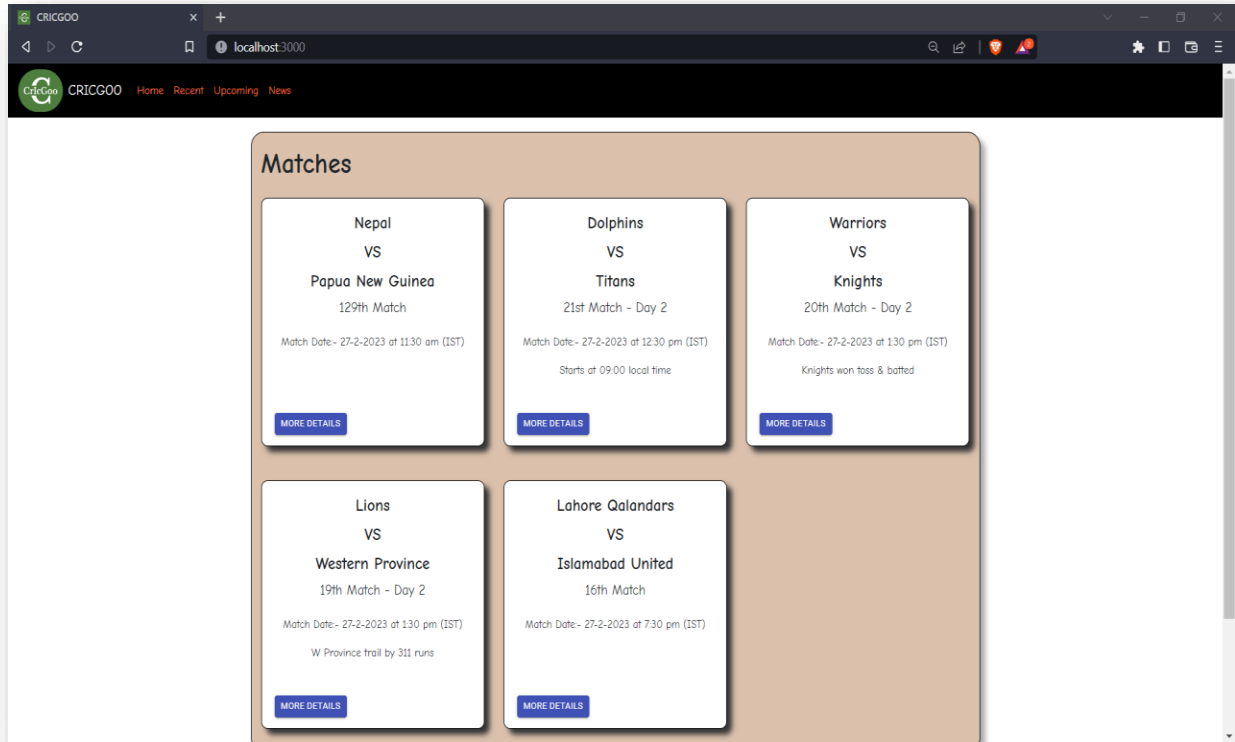 CRICGOO
localhost:3000
CricGoo CRICGOO Home Recent Upcoming News
Matches
Nepal
VS
Papua New Guinea
129th Match
Match Date:- 27-2-2023 at 11:30 am (IST)
MORE DETAILS
Dolphins
VS
Titans
21st Match - Day 2
Match Date:- 27-2-2023 at 12:30 pm (IST)
Starts at 09:00 local time
MORE DETAILS
Warriors
VS
Knights
20th Match - Day 2
Match Date:- 27-2-2023 at 1:30 pm (IST)
Knights won toss & batted
MORE DETAILS
Lions
VS
Western Province
19th Match - Day 2
Match Date:- 27-2-2023 at 1:30 pm (IST)
W Province trail by 311 runs
MORE DETAILS
Lahore Qalandars
VS
Islamabad United
16th Match
Match Date:- 27-2-2023 at 7:30 pm (IST)
MORE DETAILS